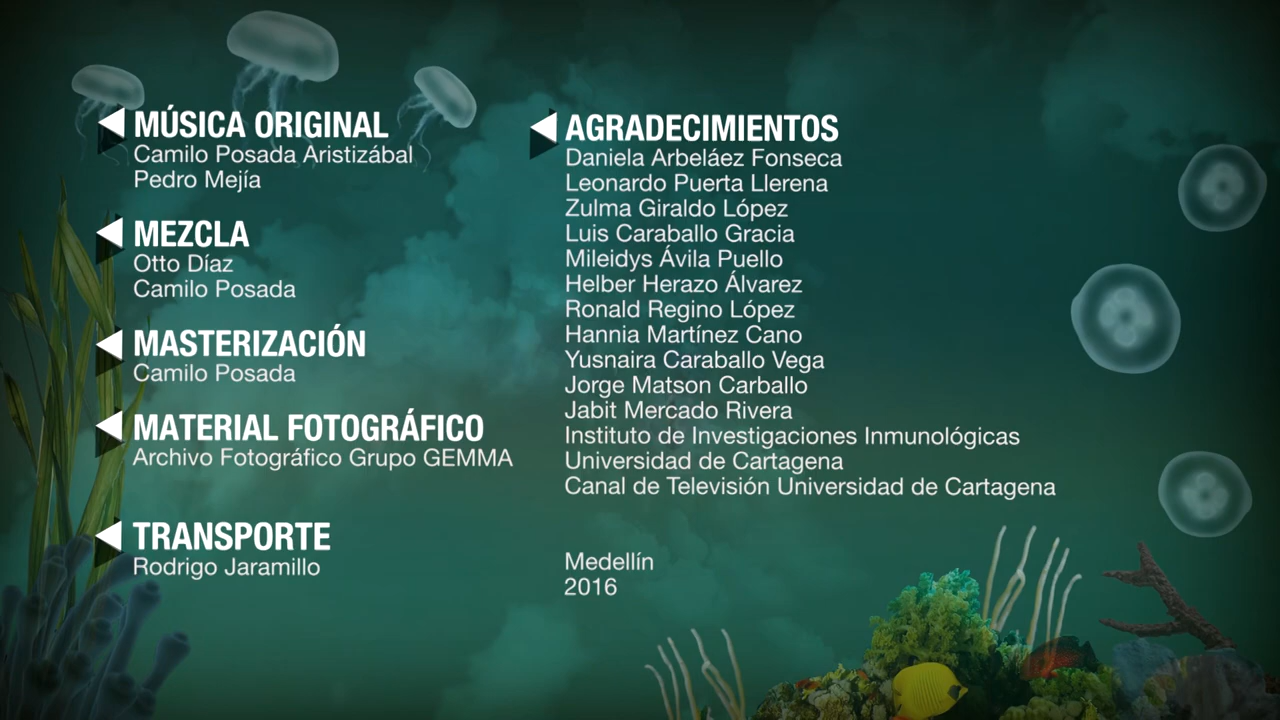 MÚSICA ORIGINAL
Camilo Posada Aristizábal
Pedro Mejía
MEZCLA
Otto Díaz
Camilo Posada
MASTERIZACIÓN
Camilo Posada
MATERIAL FOTOGRÁFICO
Archivo Fotográfico Grupo GEMMA
TRANSPORTE
Rodrigo Jaramillo
AGRADECIMIENTOS
Daniela Arbeláez Fonseca
Leonardo Puerta Llerena
Zulma Giraldo López
Luis Caraballo Gracia
Mileidys Ávila Puello
Helber Herazo Álvarez
Ronald Regino López
Hannia Martínez Cano
Yusnaira Caraballo Vega
Jorge Matson Carballo
Jabit Mercado Rivera
Instituto de Investigaciones Inmunológicas
Universidad de Cartagena
Canal de Televisión Universidad de Cartagena
Medellín
2016